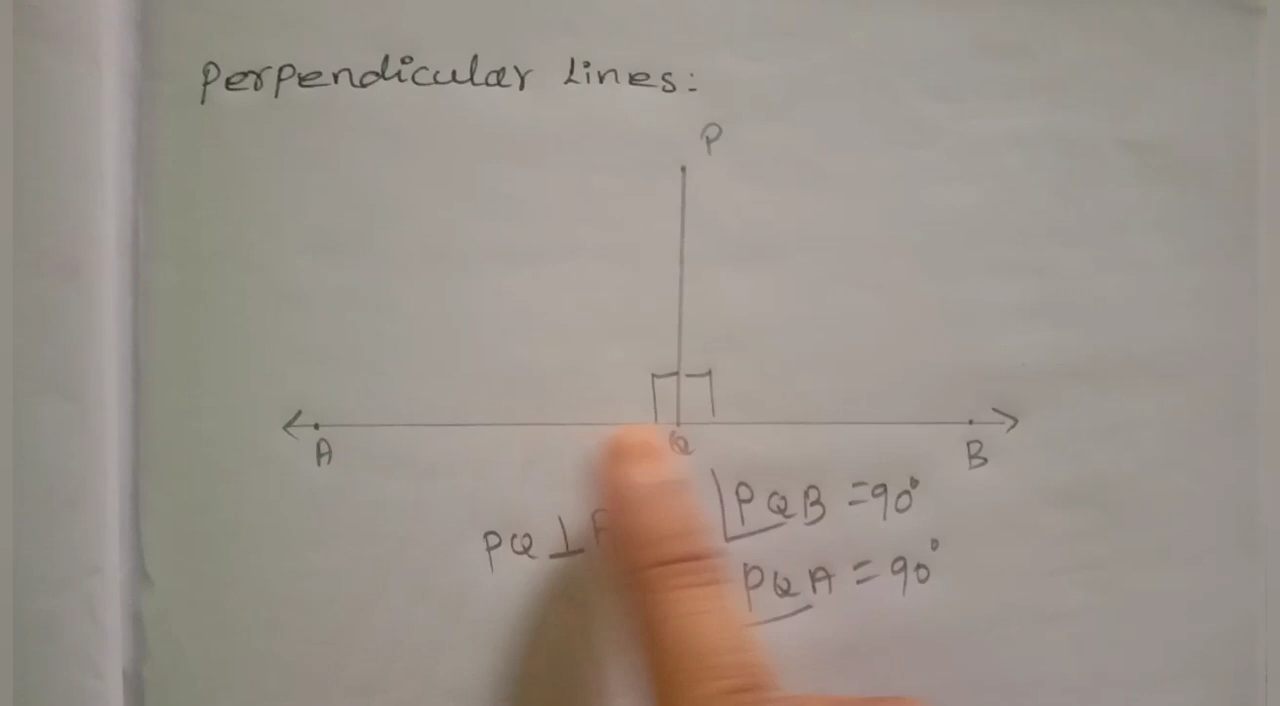 Perpendicular Lines:
P
A Q B
∠PQB = 90°
PQ ⊥
∠PQA = 90°